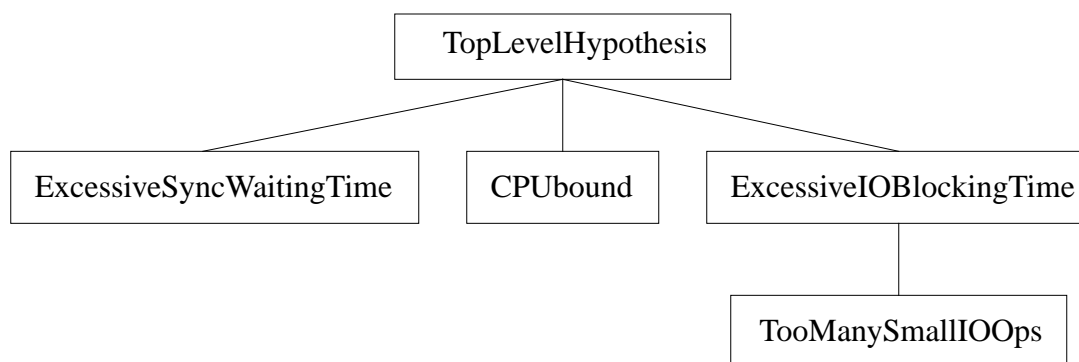 TopLevelHypothesis
ExcessiveSyncWaitingTime
CPUbound
ExcessiveIOBlockingTime
TooManySmallIOOps